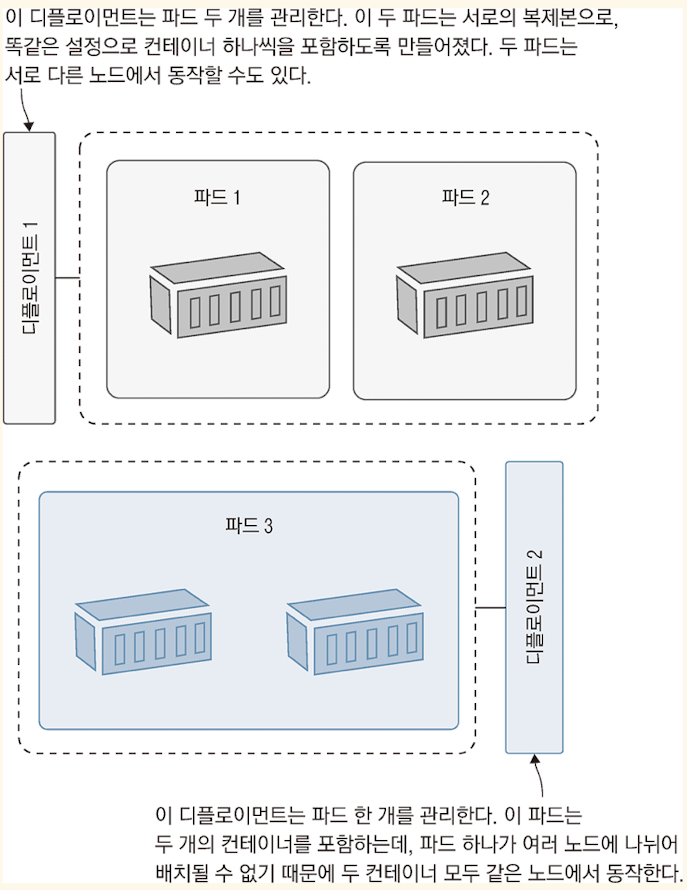 이 디플로이먼트는 파드 두 개를 관리한다. 이 두 파드는 서로의 복제본으로,
똑같은 설정으로 컨테이너 하나씩을 포함하도록 만들어졌다. 두 파드는
서로 다른 노드에서 동작할 수도 있다.
디플로이먼트 1
파드 1
파드 2
파드 3
디플로이먼트 2
이 디플로이먼트는 파드 한 개를 관리한다. 이 파드는
두 개의 컨테이너를 포함하는데, 파드 하나가 여러 노드에 나뉘어
배치될 수 없기 때문에 두 컨테이너 모두 같은 노드에서 동작한다.